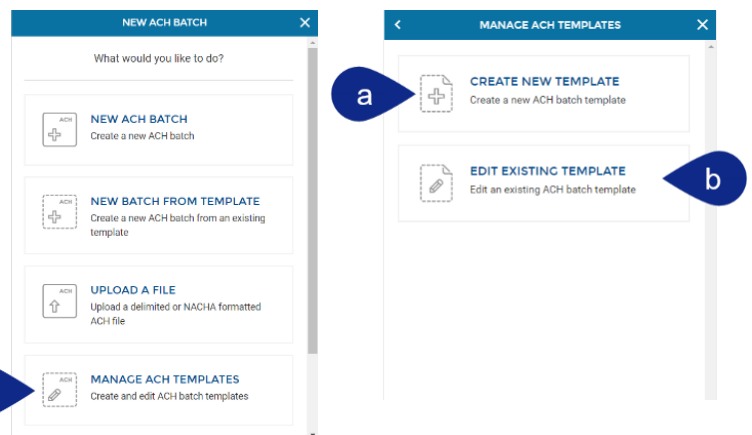 NEW ACH BATCH
What would you like to do?
ACH
NEW ACH BATCH
Create a new ACH batch
ACH
NEW BATCH FROM TEMPLATE
Create a new ACH batch from an existing
template
ACH
UPLOAD A FILE
Upload a delimited or NACHA formatted
ACH file
ACH
MANAGE ACH TEMPLATES
Create and edit ACH batch templates
MANAGE ACH TEMPLATES
a
CREATE NEW TEMPLATE
Create a new ACH batch template
EDIT EXISTING TEMPLATE
Edit an existing ACH batch template
b